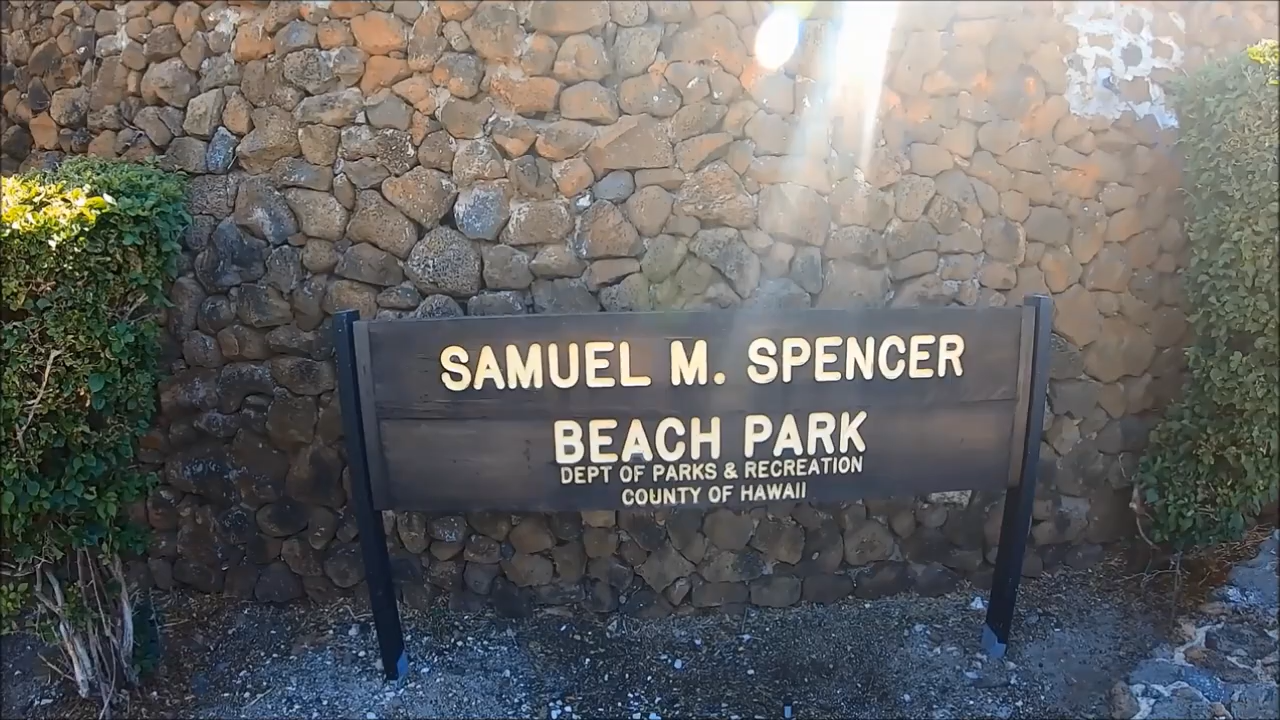 SAMUEL M. SPENCER
BEACH PARK
DEPT OF PARKS & RECREATION
COUNTY OF HAWAII